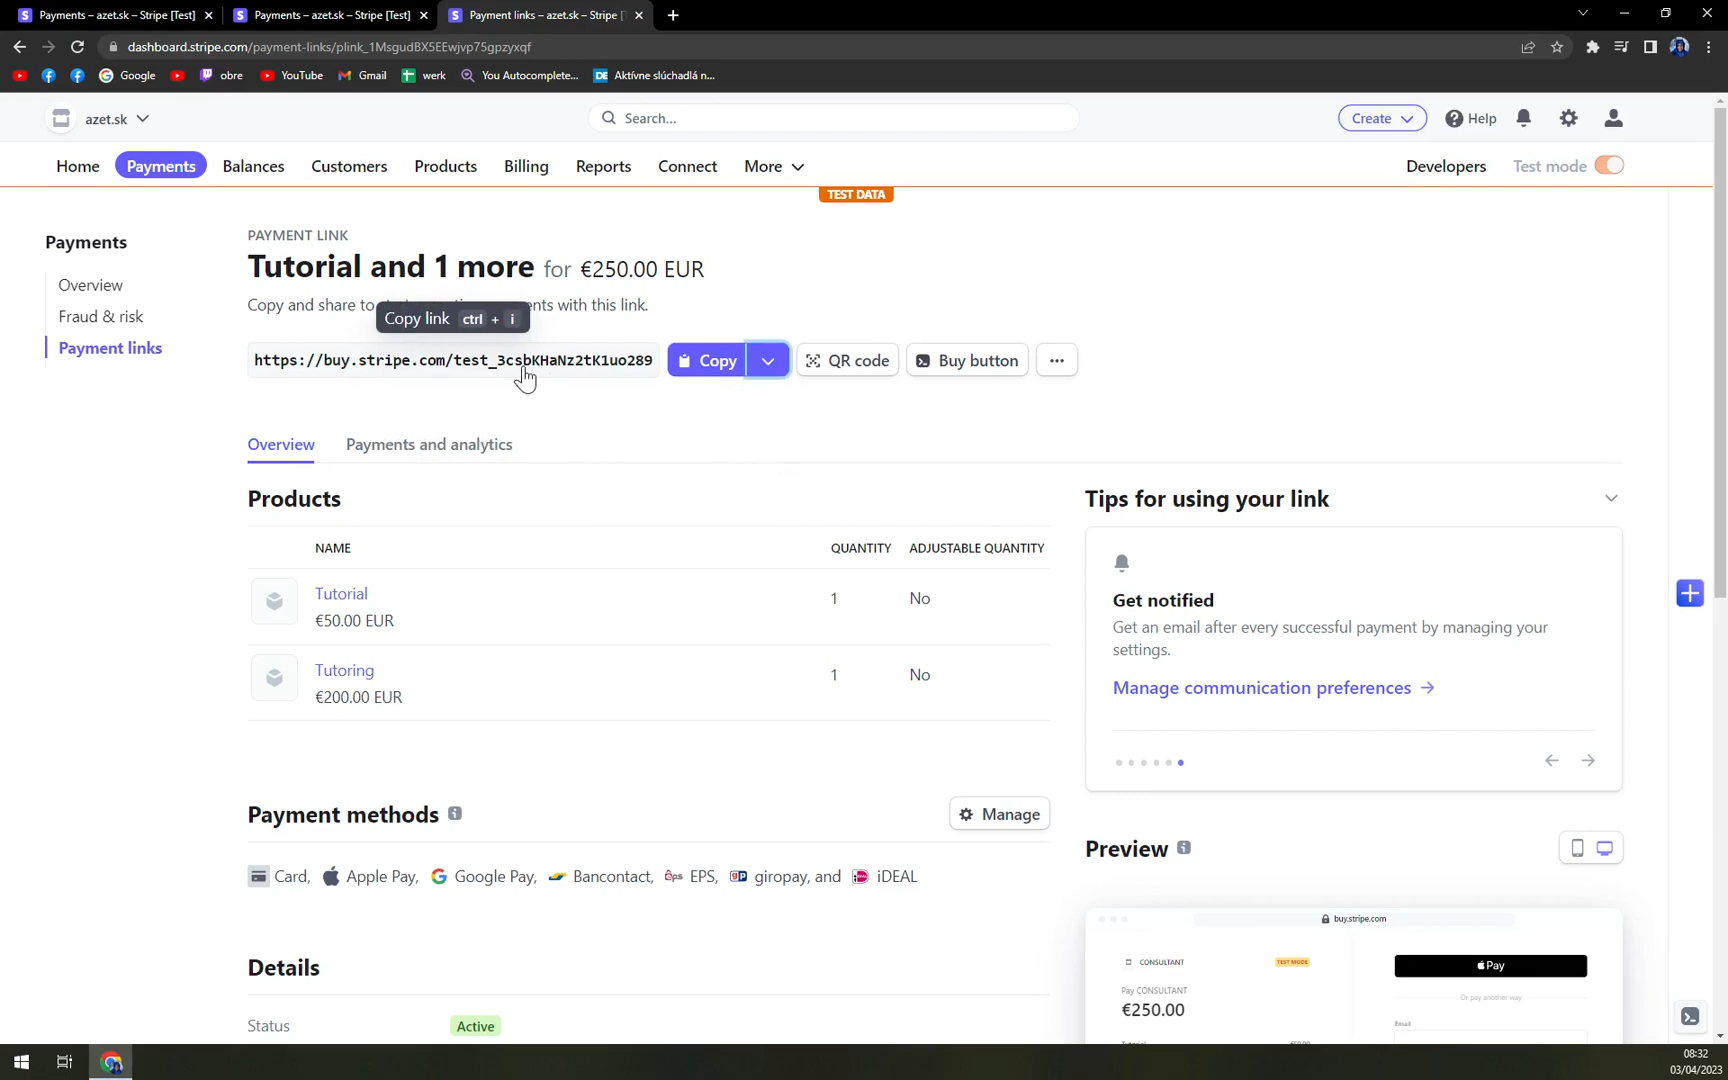 Payments – azet.sk – Stripe [Test]
Payments – azet.sk – Stripe [Test]
Payment links – azet.sk – Stripe [
dashboard.stripe.com/payment-links/plink_1MsgudBX5EEwjvp75gpzyxqf
Google
obre
YouTube
Gmail
werk
You Autocomplete...
DE Aktívne slúchadlá n...
azet.sk
Search...
Create
Help
Home
Payments
Balances
Customers
Products
Billing
Reports
Connect
More
Developers
Test mode
TEST DATA
Payments
Overview
Fraud & risk
Payment links
PAYMENT LINK
Tutorial and 1 more for €250.00 EUR
Copy and share to ents with this link.
Copy link ctrl + i
https://buy.stripe.com/test_3csbKHaNz2tK1uo289
Copy
QR code
Buy button
Overview
Payments and analytics
Products
NAME QUANTITY ADJUSTABLE QUANTITY
Tutorial 1 No
€50.00 EUR
Tutoring 1 No
€200.00 EUR
Tips for using your link
Get notified
Get an email after every successful payment by managing your
settings.
Manage communication preferences →
Payment methods
Manage
Card, Apple Pay, Google Pay, Bancontact, EPS, giropay, and iDEAL
Details
Status Active
Preview
buy.stripe.com
CONSULTANT
TEST MODE
Pay CONSULTANT
€250.00
Pay
Or pay another way
Email
08:32
03/04/2023